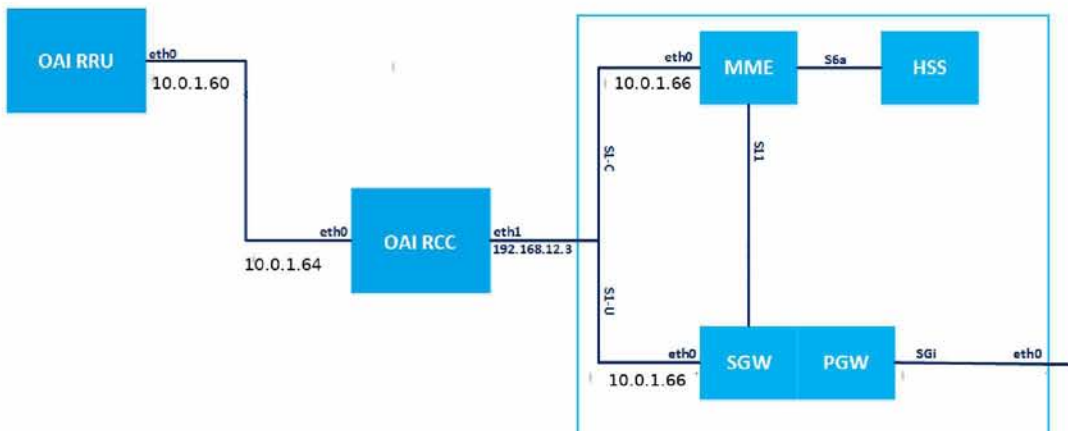 OAI RRU
eth0
10.0.1.60
eth0
10.0.1.64
OAI RCC
eth1
192.168.12.3
S1-C
S1-U
eth0
10.0.1.66
MME
S6a
HSS
S11
eth0
10.0.1.66
SGW
PGW
SGi
eth0